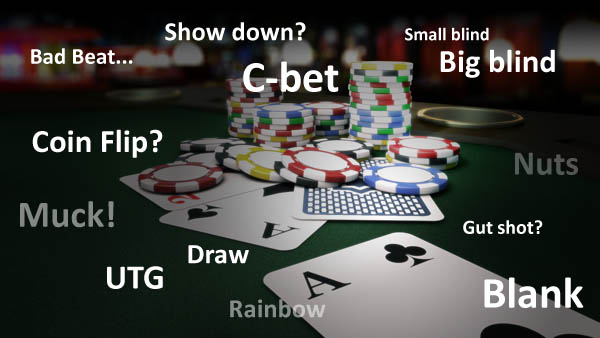 Show down?
Small blind
Bad Beat...
Big blind
C-bet
Coin Flip?
Nuts
Muck!
Gut shot?
Draw
UTG
Blank
Rainbow
A
A
2